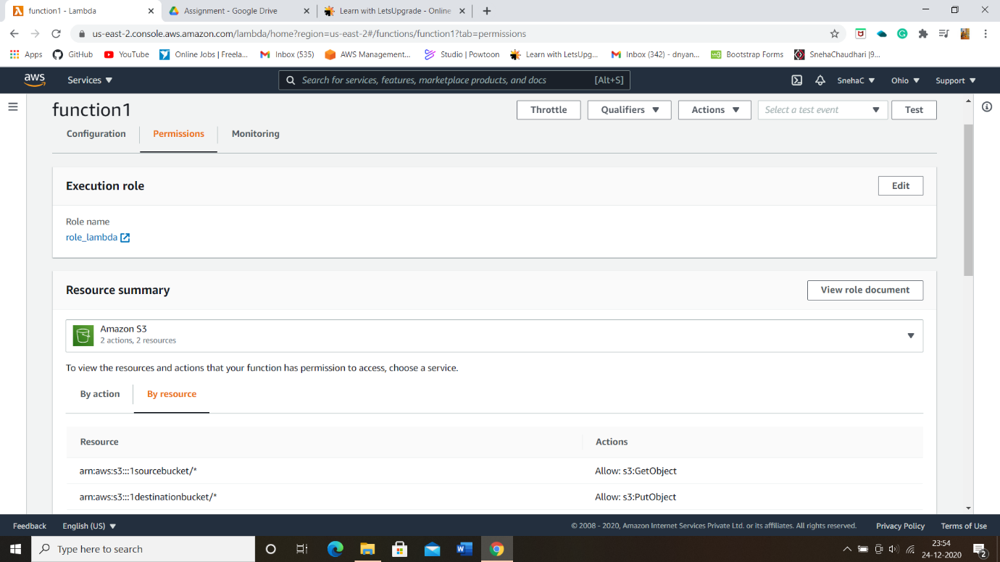 function1 - Lambda
Assignment - Google Drive
Learn with LetsUpgrade - Online
us-east-2.console.aws.amazon.com/lambda/home?region=us-east-2#/functions/function1?tab=permissions
Apps GitHub YouTube Online Jobs | Freela... Inbox (535) AWS Management... Studio | Powtoon Learn with LetsUpg... Inbox (342) - dnyan... Bootstrap Forms SnehaChaudhari |9...
aws Services Search for services, features, marketplace products, and docs [Alt+S] SnehaC Ohio Support
function1 Throttle Qualifiers Actions Select a test event Test
Configuration Permissions Monitoring
Execution role Edit
Role name
role_lambda
Resource summary View role document
Amazon S3
2 actions, 2 resources
To view the resources and actions that your function has permission to access, choose a service.
By action By resource
Resource Actions
arn:aws:s3:::1sourcebucket/* Allow: s3:GetObject
arn:aws:s3:::1destinationbucket/* Allow: s3:PutObject
Feedback English (US) © 2008 - 2020, Amazon Internet Services Private Ltd. or its affiliates. All rights reserved. Privacy Policy Terms of Use
Type here to search
23:54
24-12-2020
2